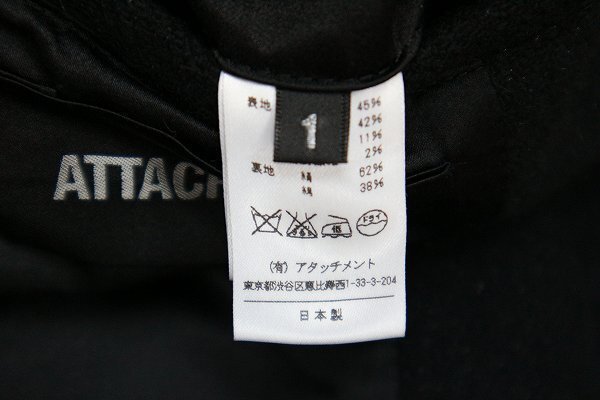 表地 45%
42%
11%
2%
裏地 62%
絹 38%
1
ATTACH
低
ドライ
(有) アタッチメント
東京都渋谷区恵比寿西1-33-3-204
日本製